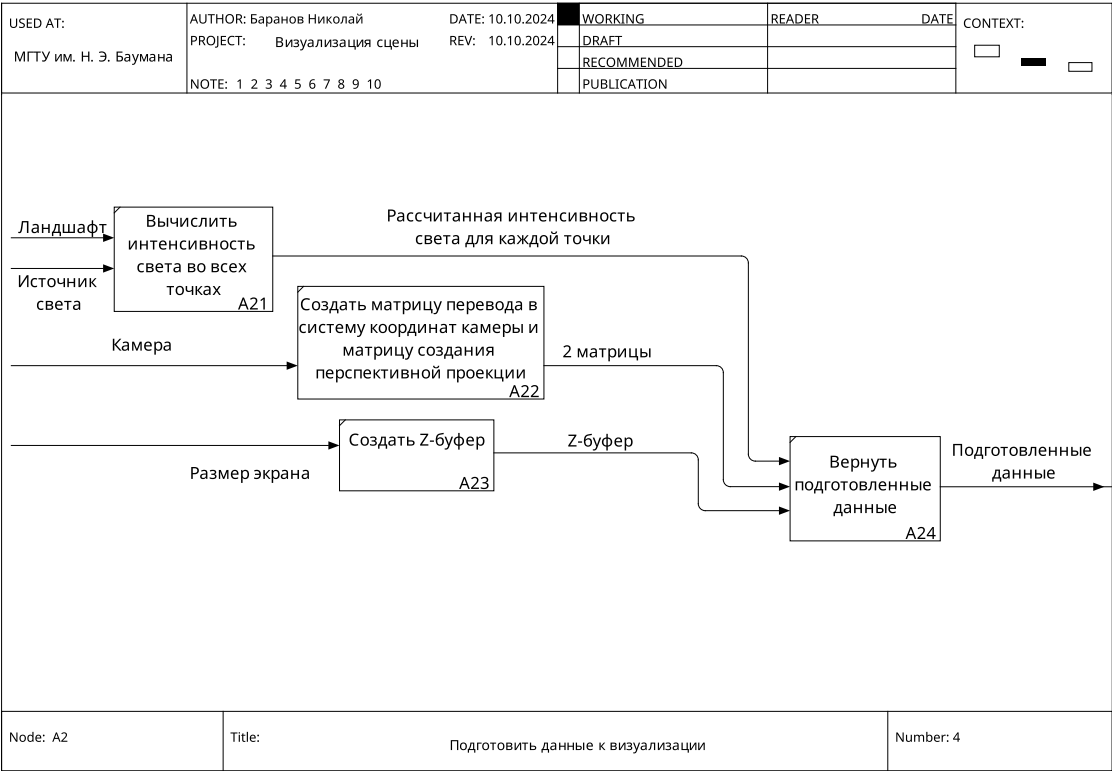 USED AT:
МГТУ им. Н. Э. Баумана
AUTHOR: Баранов Николай
DATE: 10.10.2024
PROJECT: Визуализация сцены
REV: 10.10.2024
NOTE: 1 2 3 4 5 6 7 8 9 10
WORKING
DRAFT
RECOMMENDED
PUBLICATION
READER DATE
CONTEXT:
Ландшафт
Источник
света
Вычислить
интенсивность
света во всех
точках
A21
Рассчитанная интенсивность
света для каждой точки
Камера
Создать матрицу перевода в
систему координат камеры и
матрицу создания
перспективной проекции
A22
2 матрицы
Размер экрана
Создать Z-буфер
A23
Z-буфер
Вернуть
подготовленные
данные
A24
Подготовленные
данные
Node: A2
Title:
Подготовить данные к визуализации
Number: 4